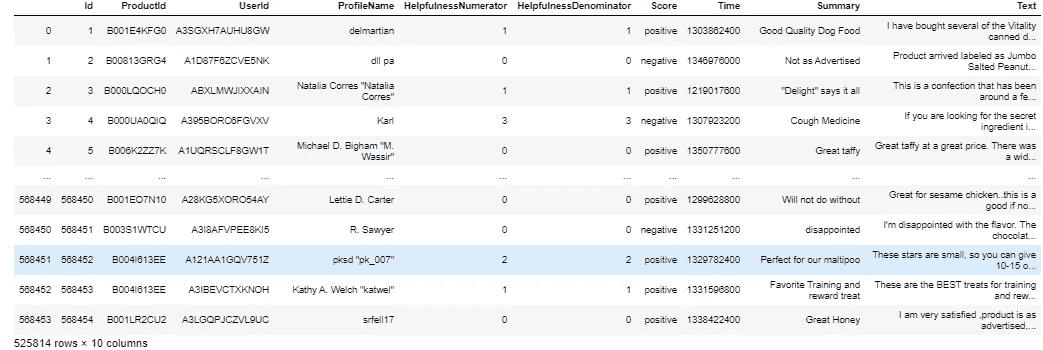 Id ProductId UserId ProfileName HelpfulnessNumerator HelpfulnessDenominator Score Time Summary Text
0 1 B001E4KFG0 A3SGXH7AUHU8GW delmartian 1 1 positive 1303862400 Good Quality Dog Food I have bought several of the Vitality
canned d...
1 2 B00813GRG4 A1D87F6ZCVE5NK dll pa 0 0 negative 1346976000 Not as Advertised Product arrived labeled as Jumbo
Salted Peanut...
2 3 B000LQOCH0 ABXLMWJIXXAIN Natalia Corres "Natalia
Corres" 1 1 positive 1219017600 "Delight" says it all This is a confection that has been
around a fe...
3 4 B000UA0QIQ A395BORC6FGVXV Karl 3 3 negative 1307923200 Cough Medicine If you are looking for the secret
ingredient i...
4 5 B006K2ZZ7K A1UQRSCLF8GW1T Michael D. Bigham "M.
Wassir" 0 0 positive 1350777600 Great taffy Great taffy at a great price. There was
a wid...
... ... ... ... ... ... ... ... ... ... ...
568449 568450 B001EO7N10 A28KG5XORO54AY Lettie D. Carter 0 0 positive 1299628800 Will not do without Great for sesame chicken..this is a
good if no...
568450 568451 B003S1WTCU A3I8AFVPEE8KI5 R. Sawyer 0 0 negative 1331251200 disappointed I'm disappointed with the flavor. The
chocolat...
568451 568452 B004I613EE A121AA1GQV751Z pksd "pk_007" 2 2 positive 1329782400 Perfect for our maltipoo These stars are small, so you can give
10-15 o...
568452 568453 B004I613EE A3IBEVCTXKNOH Kathy A. Welch "katwel" 1 1 positive 1331596800 Favorite Training and
reward treat These are the BEST treats for training
and rew...
568453 568454 B001LR2CU2 A3LGQPJCZVL9UC srfell17 0 0 positive 1338422400 Great Honey I am very satisfied ,product is as
advertised,...
525814 rows × 10 columns